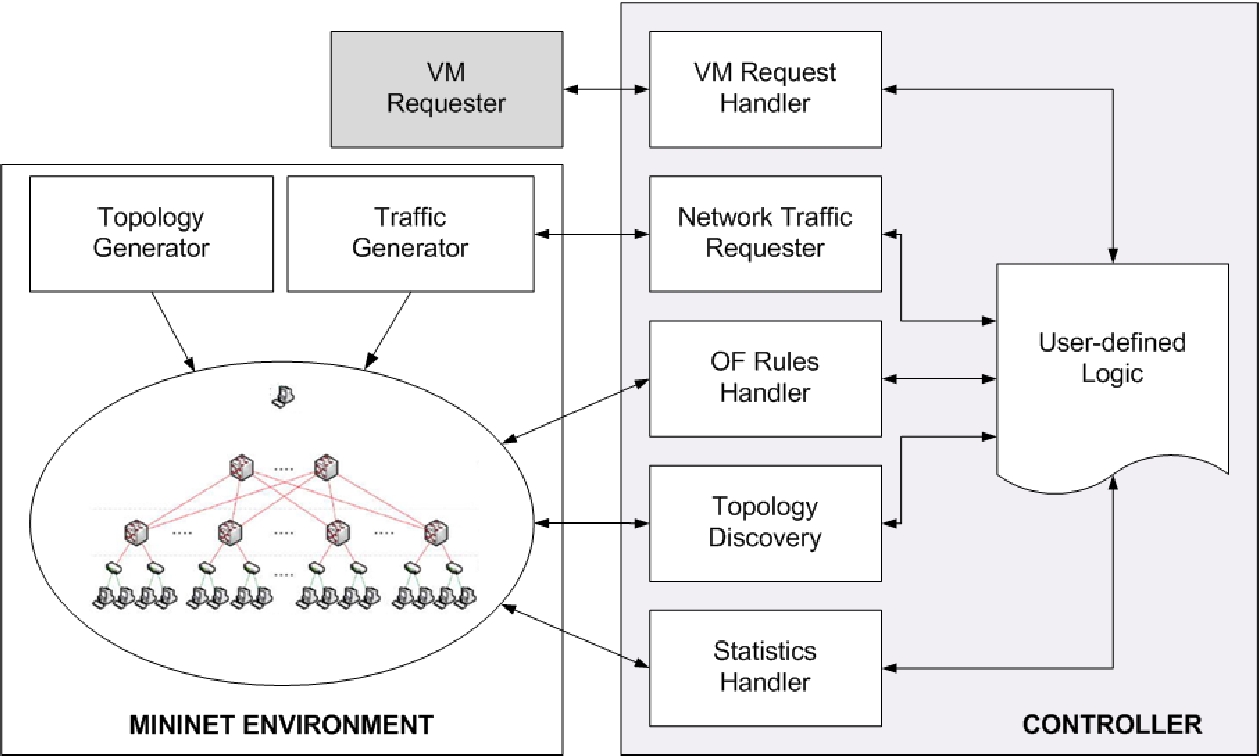 VM
Requester
VM Request
Handler
Topology
Generator
Traffic
Generator
Network Traffic
Requester
OF Rules
Handler
User-defined
Logic
Topology
Discovery
Statistics
Handler
MININET ENVIRONMENT
CONTROLLER